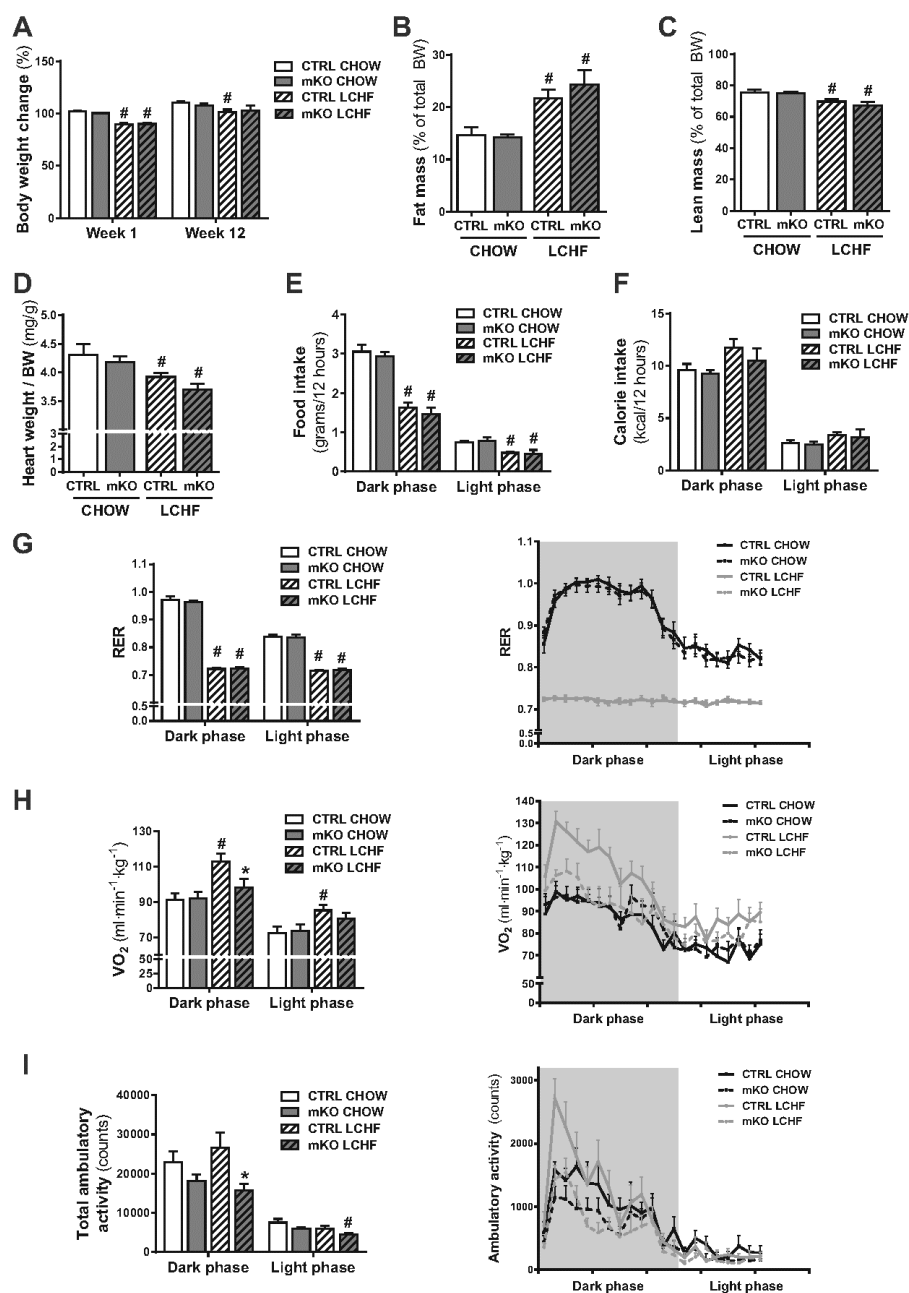 A
Body weight change (%)
150
100
50
0
Week 1
Week 12
# #
#
CTRL CHOW
mKO CHOW
CTRL LCHF
mKO LCHF
B
Fat mass (% of total BW)
30
20
10
0
# #
CTRL mKO CTRL mKO
CHOW LCHF
C
Lean mass (% of total BW)
100
80
60
40
20
0
# #
CTRL mKO CTRL mKO
CHOW LCHF
D
Heart weight / BW (mg/g)
5.0
4.5
4.0
3.5
3
2
1
0
# #
CTRL mKO CTRL mKO
CHOW LCHF
E
Food intake
(grams/12 hours)
4
3
2
1
0
# #
# #
Dark phase Light phase
CTRL CHOW
mKO CHOW
CTRL LCHF
mKO LCHF
F
Calorie intake
(kcal/12 hours)
15
10
5
0
Dark phase Light phase
CTRL CHOW
mKO CHOW
CTRL LCHF
mKO LCHF
G
RER
1.1
1.0
0.9
0.8
0.7
0.5
0.0
# #
# #
Dark phase Light phase
CTRL CHOW
mKO CHOW
CTRL LCHF
mKO LCHF
RER
1.1
1.0
0.9
0.8
0.7
0.5
0.0
Dark phase Light phase
CTRL CHOW
mKO CHOW
CTRL LCHF
mKO LCHF
H
VO₂ (ml·min⁻¹·kg⁻¹)
130
110
90
70
50
25
0
# *
#
Dark phase Light phase
CTRL CHOW
mKO CHOW
CTRL LCHF
mKO LCHF
VO₂ (ml·min⁻¹·kg⁻¹)
140
130
120
110
100
90
80
70
50
0
Dark phase Light phase
CTRL CHOW
mKO CHOW
CTRL LCHF
mKO LCHF
I
Total ambulatory
activity (counts)
40000
30000
20000
10000
0
*
#
Dark phase Light phase
CTRL CHOW
mKO CHOW
CTRL LCHF
mKO LCHF
Ambulatory activity (counts)
3000
2000
1000
0
Dark phase Light phase
CTRL CHOW
mKO CHOW
CTRL LCHF
mKO LCHF